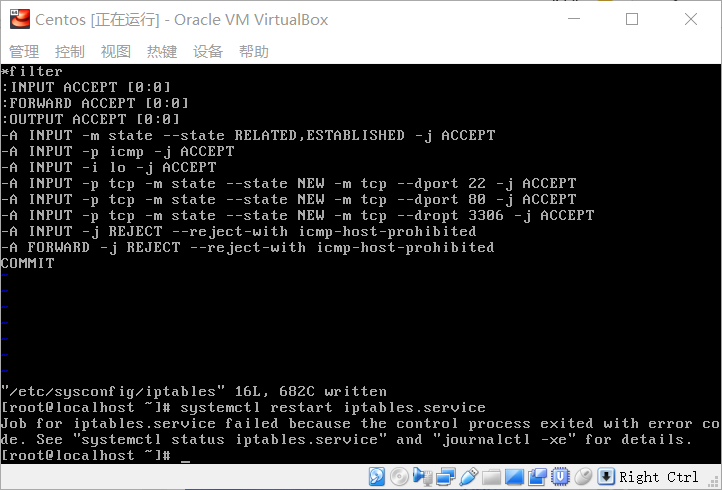 Centos [正在运行] - Oracle VM VirtualBox
管理 控制 视图 热键 设备 帮助
*filter
:INPUT ACCEPT [0:0]
:FORWARD ACCEPT [0:0]
:OUTPUT ACCEPT [0:0]
-A INPUT -m state --state RELATED,ESTABLISHED -j ACCEPT
-A INPUT -p icmp -j ACCEPT
-A INPUT -i lo -j ACCEPT
-A INPUT -p tcp -m state --state NEW -m tcp --dport 22 -j ACCEPT
-A INPUT -p tcp -m state --state NEW -m tcp --dport 80 -j ACCEPT
-A INPUT -p tcp -m state --state NEW -m tcp --dropt 3306 -j ACCEPT
-A INPUT -j REJECT --reject-with icmp-host-prohibited
-A FORWARD -j REJECT --reject-with icmp-host-prohibited
COMMIT
~
~
~
~
~
~
~
"/etc/sysconfig/iptables" 16L, 682C written
[root@localhost ~]# systemctl restart iptables.service
Job for iptables.service failed because the control process exited with error co
de. See "systemctl status iptables.service" and "journalctl -xe" for details.
[root@localhost ~]# _
Right Ctrl